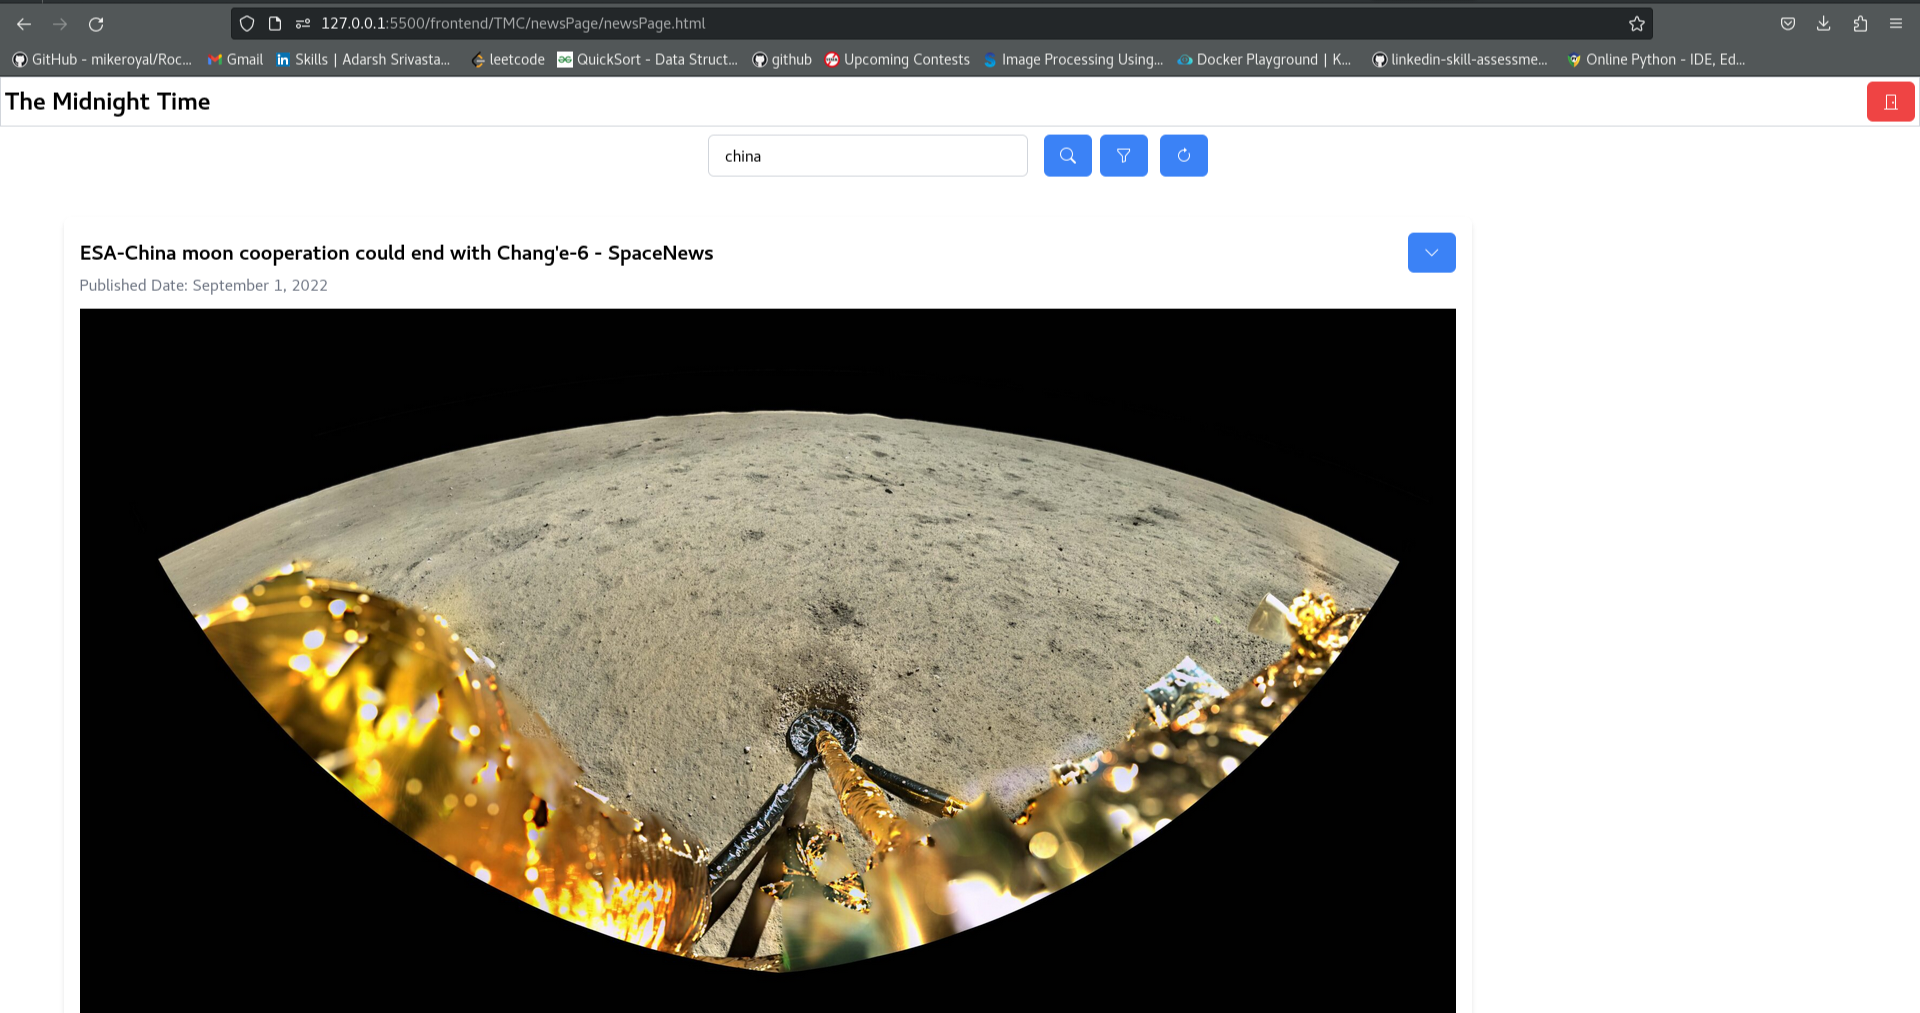 127.0.0.1:5500/frontend/TMC/newsPage/newsPage.html
GitHub - mikeroyal/Roc... Gmail Skills | Adarsh Srivasta... leetcode QuickSort - Data Struct... github Upcoming Contests Image Processing Using... Docker Playground | K... linkedin-skill-assessme... Online Python - IDE, Ed...
The Midnight Time
china
ESA-China moon cooperation could end with Chang'e-6 - SpaceNews
Published Date: September 1, 2022